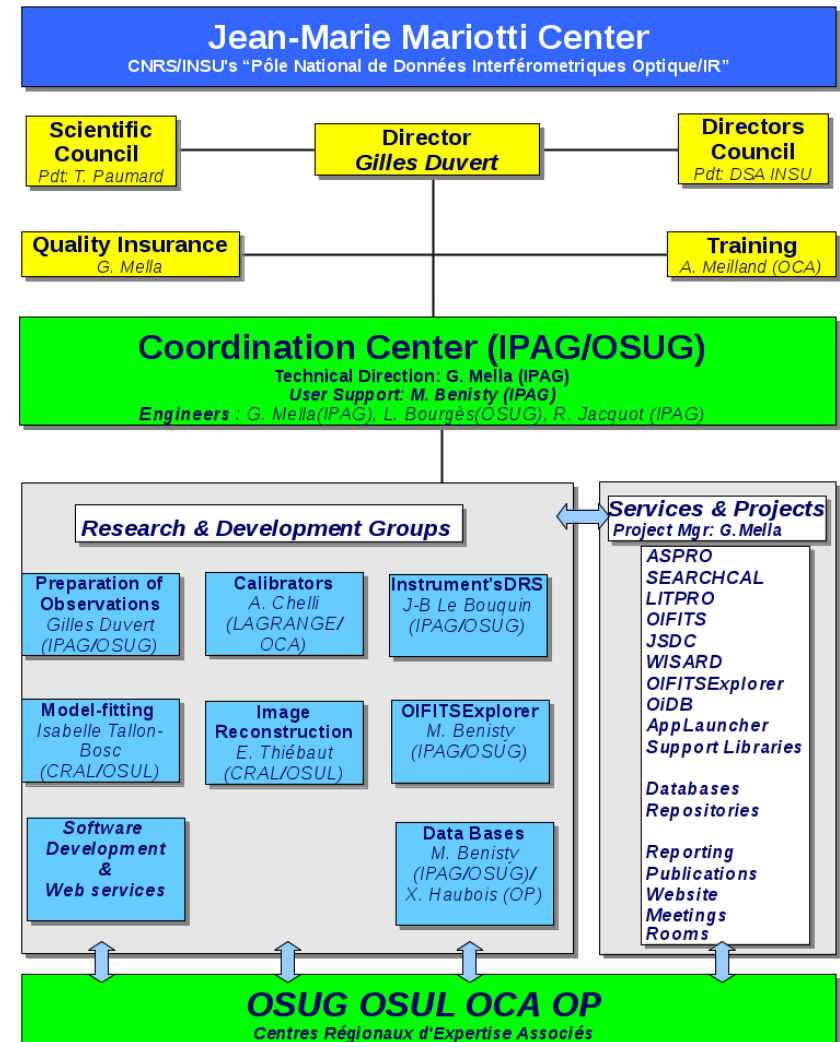 Jean-Marie Mariotti Center
CNRS/INSU's “Pôle National de Données Interférometriques Optique/IR”
Scientific
Council
Pdt: T. Paumard
Director
Gilles Duvert
Directors
Council
Pdt: DSA INSU
Quality Insurance
G. Mella
Training
A. Meilland (OCA)
Coordination Center (IPAG/OSUG)
Technical Direction: G. Mella (IPAG)
User Support: M. Benisty (IPAG)
Engineers : G. Mella(IPAG), L. Bourgès(OSUG), R. Jacquot (IPAG)
Research & Development Groups
Preparation of
Observations
Gilles Duvert
(IPAG/OSUG)
Calibrators
A. Chelli
(LAGRANGE/
OCA)
Instrument'sDRS
J-B Le Bouquin
(IPAG/OSUG)
Model-fitting
Isabelle Tallon-
Bosc
(CRAL/OSUL)
Image
Reconstruction
E. Thiébaut
(CRAL/OSUL)
OIFITSExplorer
M. Benisty
(IPAG/OSUG)
Software
Development
&
Web services
Data Bases
M. Benisty
(IPAG/OSUG)/
X. Haubois (OP)
Services & Projects
Project Mgr: G.Mella
ASPRO
SEARCHCAL
LITPRO
OIFITS
JSDC
WISARD
OIFITSExplorer
OiDB
AppLauncher
Support Libraries
Databases
Repositories
Reporting
Publications
Website
Meetings
Rooms
OSUG OSUL OCA OP
Centres Régionaux d'Expertise Associés